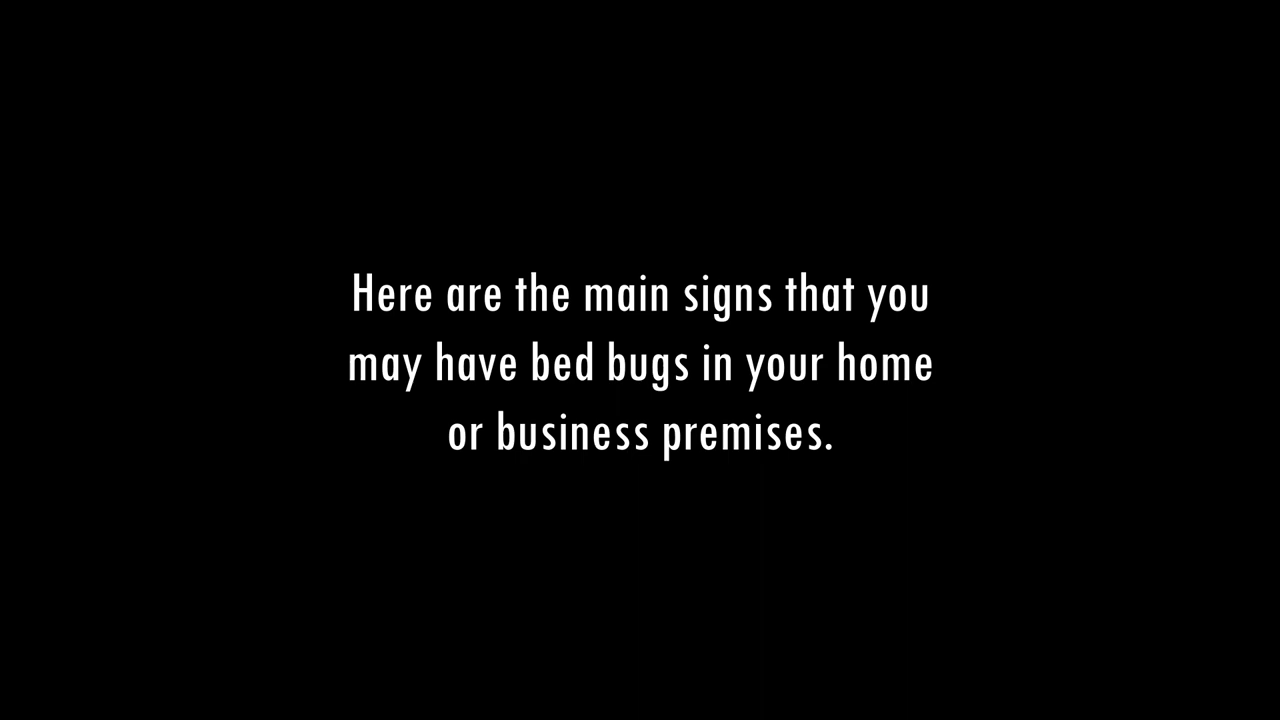 Here are the main signs that you
may have bed bugs in your home
or business premises.